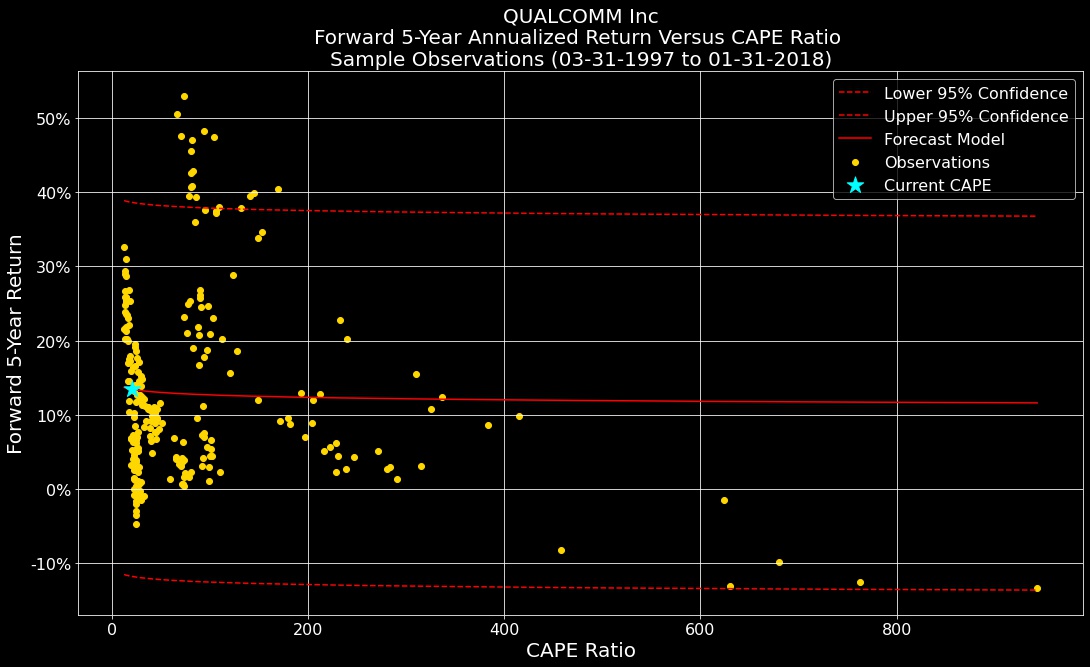 QUALCOMM Inc
Forward 5-Year Annualized Return Versus CAPE Ratio
Sample Observations (03-31-1997 to 01-31-2018)
Lower 95% Confidence
Upper 95% Confidence
Forecast Model
Observations
Current CAPE
Forward 5-Year Return
50%
40%
30%
20%
10%
0%
-10%
0 200 400 600 800
CAPE Ratio